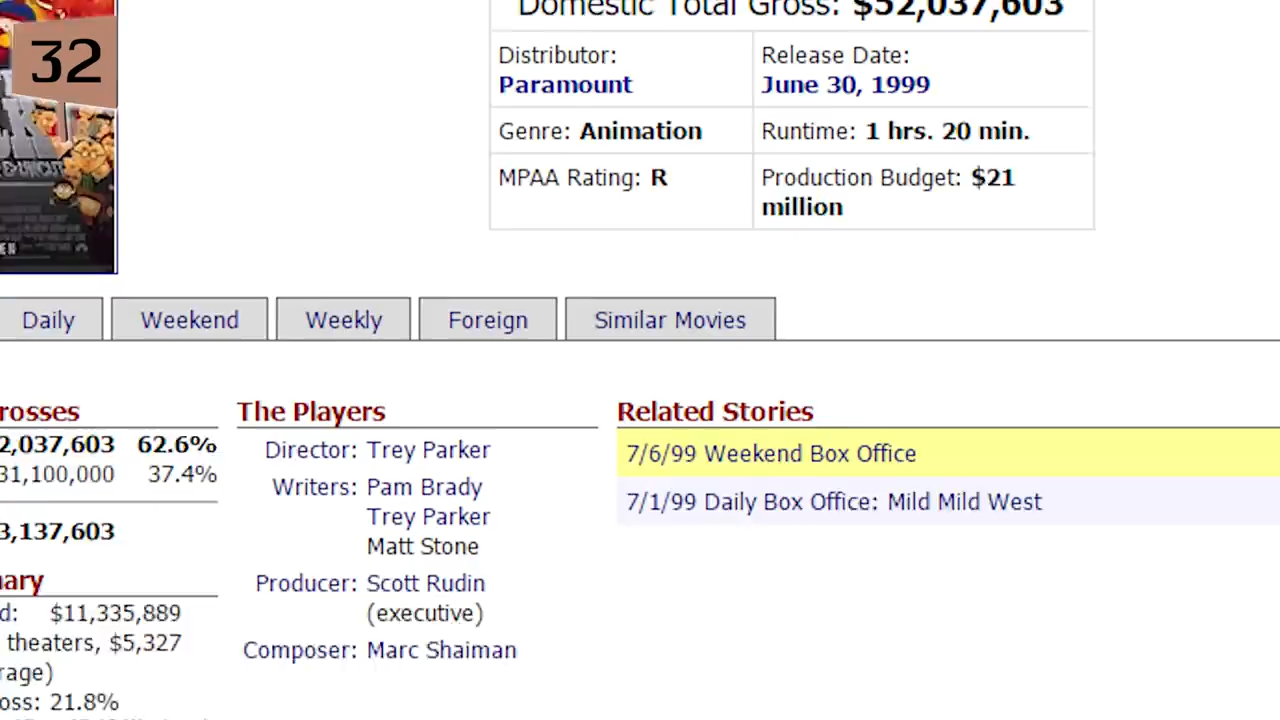 Domestic Total Gross: $52,037,603
32
Distributor:
Paramount
Release Date:
June 30, 1999
Genre: Animation
Runtime: 1 hrs. 20 min.
MPAA Rating: R
Production Budget: $21
million
Daily
Weekend
Weekly
Foreign
Similar Movies
rosses
2,037,603 62.6%
31,100,000 37.4%
3,137,603
nary
d: $11,335,889
theaters, $5,327
rage)
oss: 21.8%
The Players
Director: Trey Parker
Writers: Pam Brady
Trey Parker
Matt Stone
Producer: Scott Rudin
(executive)
Composer: Marc Shaiman
Related Stories
7/6/99 Weekend Box Office
7/1/99 Daily Box Office: Mild Mild West